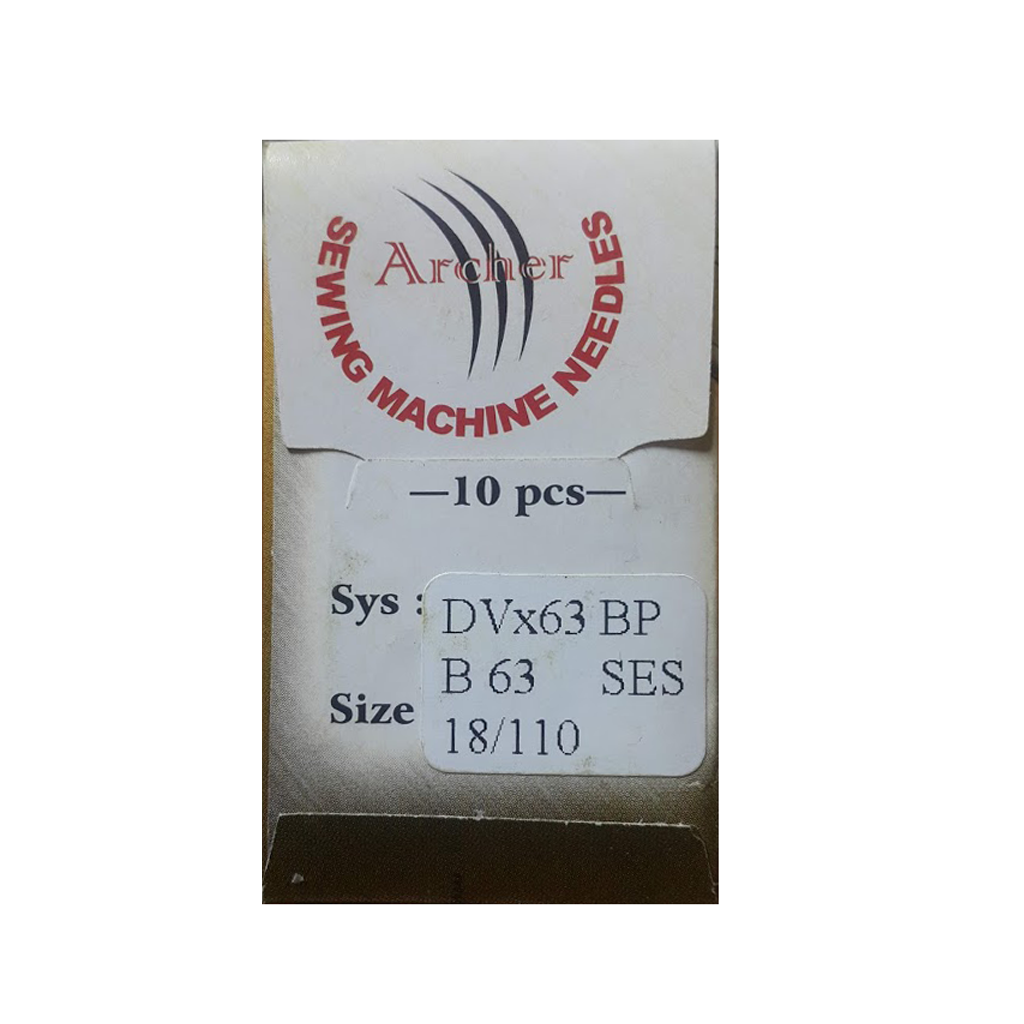 Archer
SEWING MACHINE NEEDLES
—10 pcs—
Sys : DVx63 BP
B 63 SES
Size 18/110